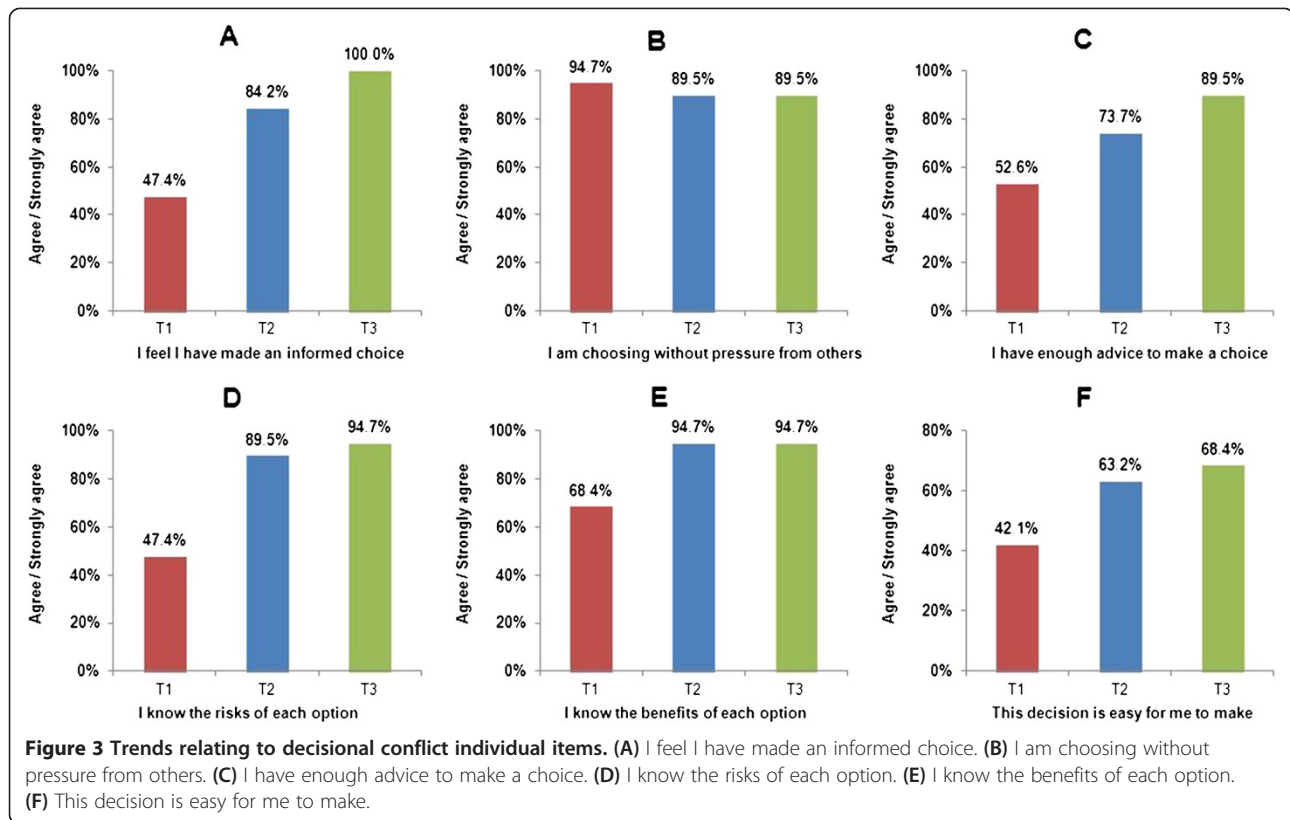 A
B
C
Agree / Strongly agree
100%
80%
60%
40%
20%
0%
47.4%
84.2%
100.0%
T1
T2
T3
I feel I have made an informed choice
Agree / Strongly agree
100%
80%
60%
40%
20%
0%
94.7%
89.5%
89.5%
T1
T2
T3
I am choosing without pressure from others
Agree / Strongly agree
100%
80%
60%
40%
20%
0%
52.6%
73.7%
89.5%
T1
T2
T3
I have enough advice to make a choice
D
E
F
Agree / Strongly agree
100%
80%
60%
40%
20%
0%
47.4%
89.5%
94.7%
T1
T2
T3
I know the risks of each option
Agree / Strongly agree
100%
80%
60%
40%
20%
0%
68.4%
94.7%
94.7%
T1
T2
T3
I know the benefits of each option
Agree / Strongly agree
80%
60%
40%
20%
0%
42.1%
63.2%
68.4%
T1
T2
T3
This decision is easy for me to make
Figure 3 Trends relating to decisional conflict individual items. (A) I feel I have made an informed choice. (B) I am choosing without
pressure from others. (C) I have enough advice to make a choice. (D) I know the risks of each option. (E) I know the benefits of each option.
(F) This decision is easy for me to make.